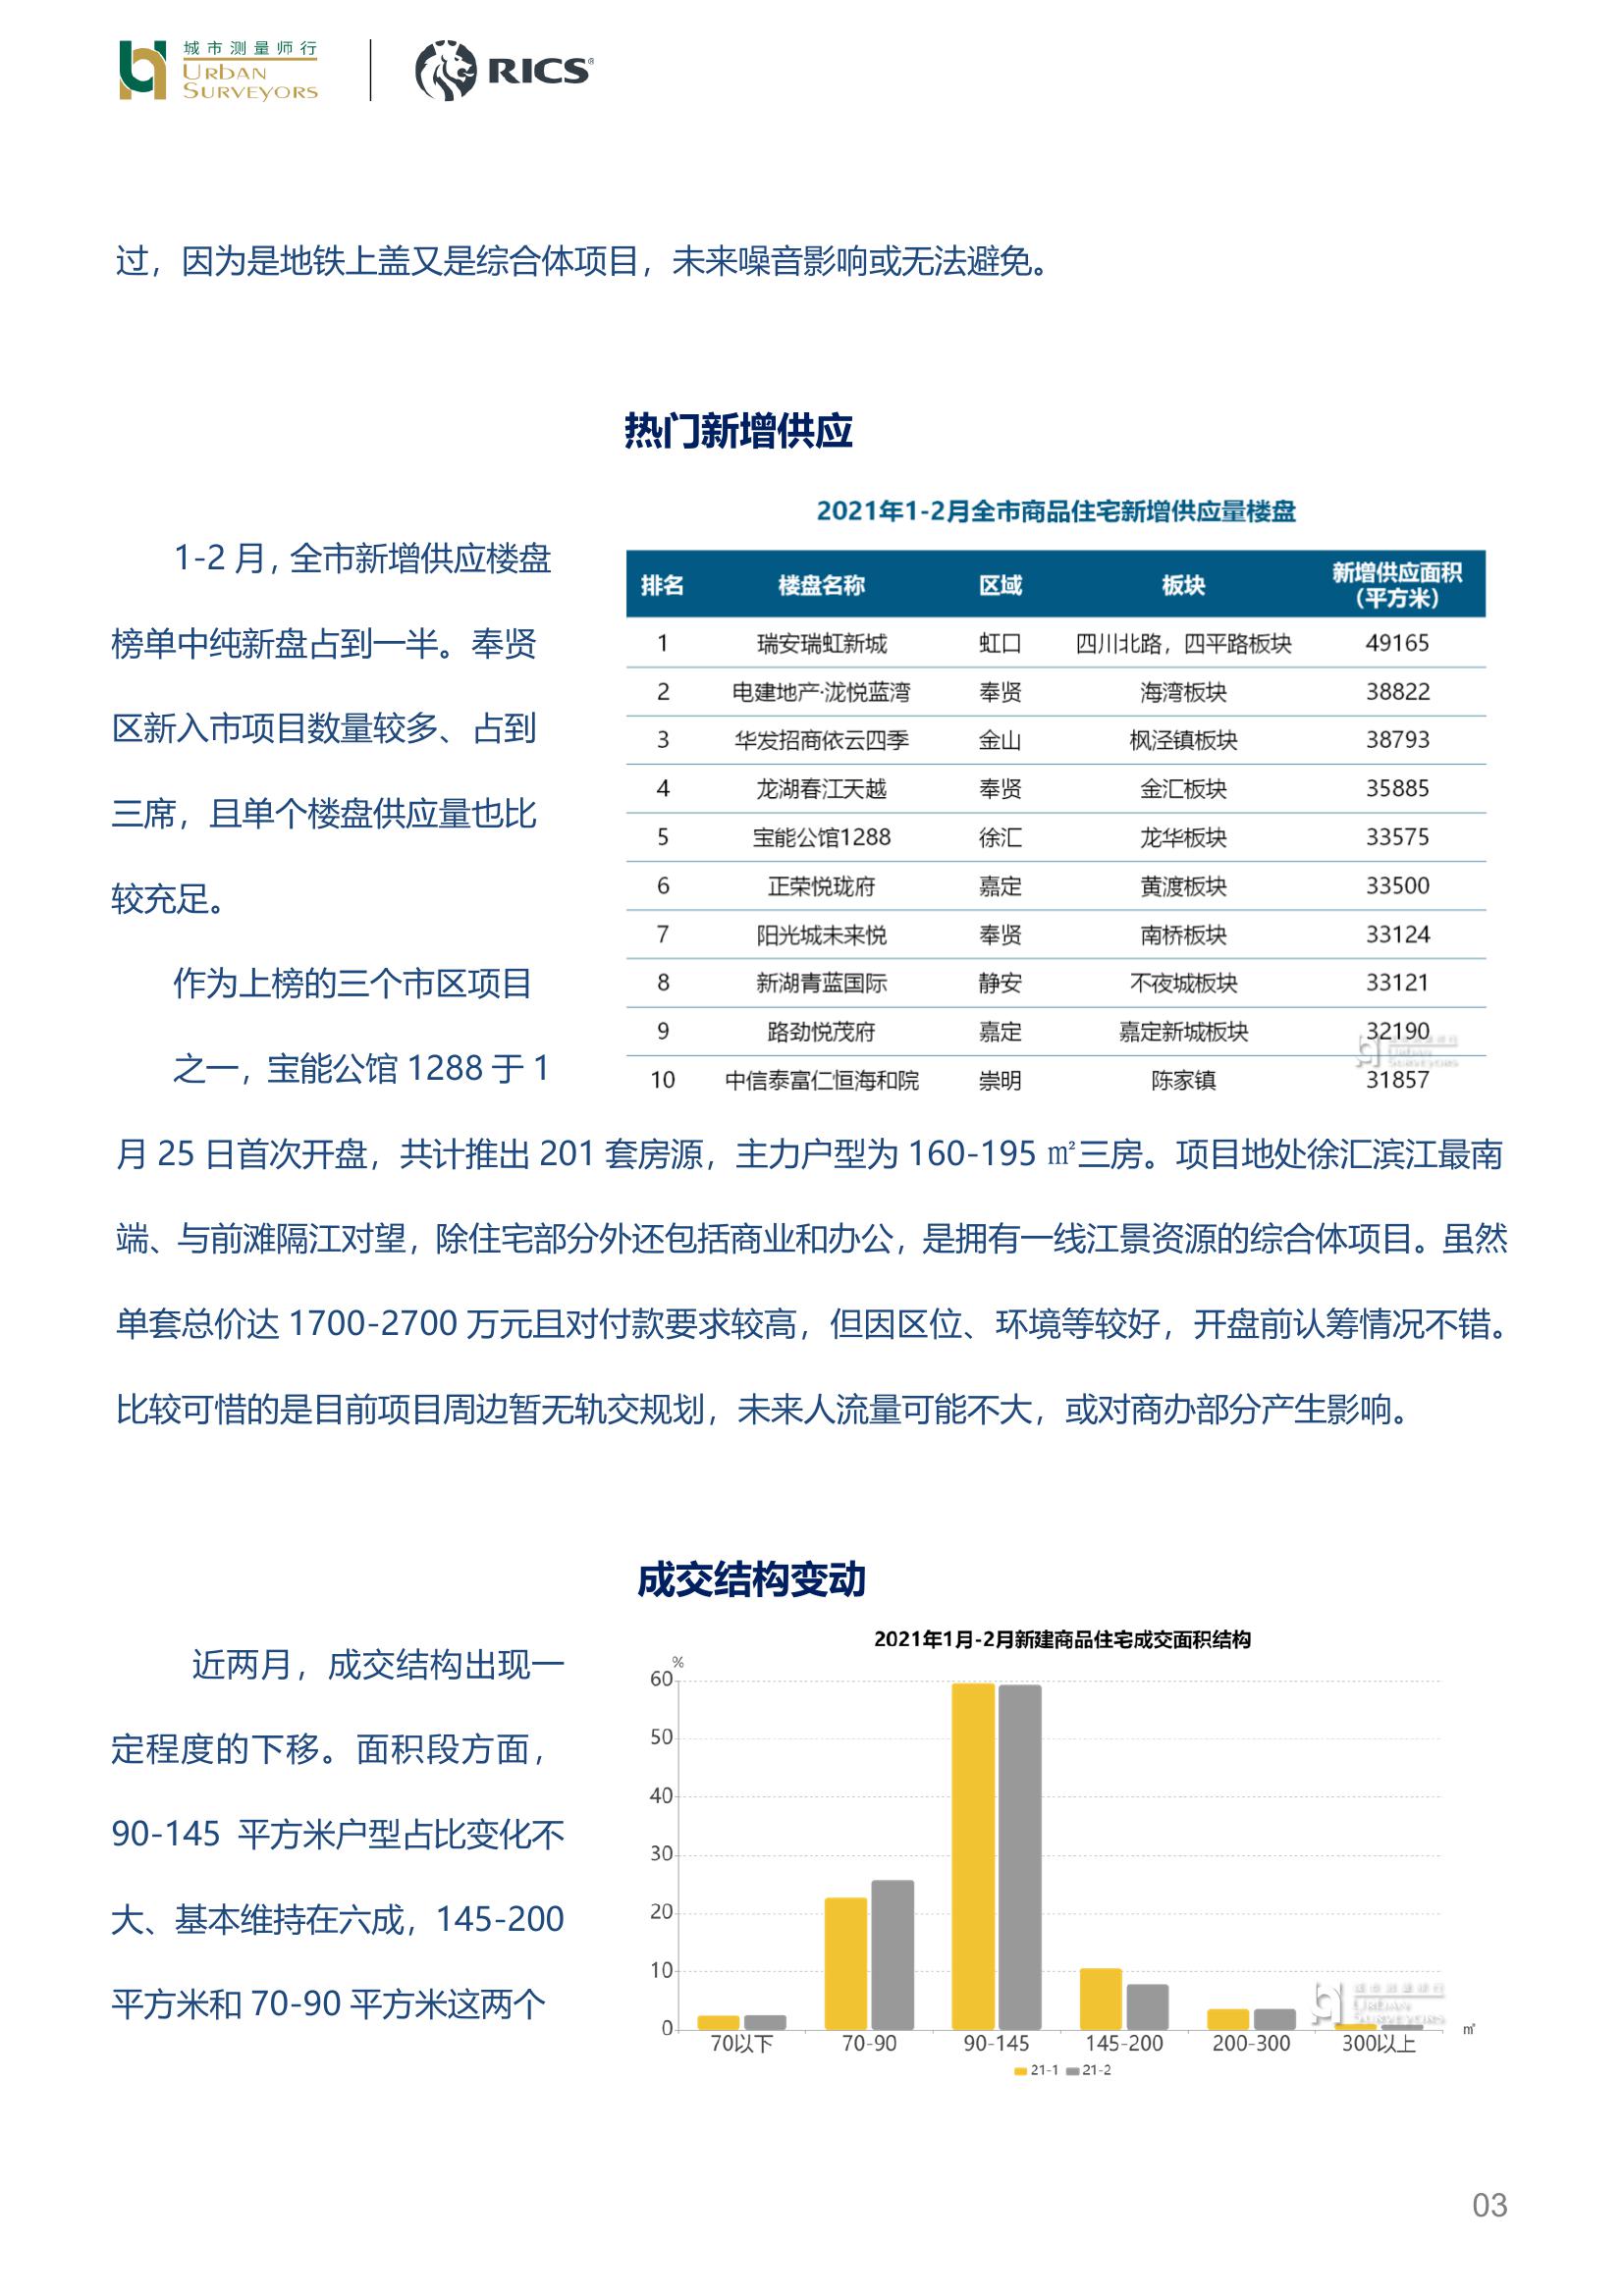 城市测量师行
URBAN
SURVEYORS
RICS®
过，因为是地铁上盖又是综合体项目，未来噪音影响或无法避免。
热门新增供应
1-2 月，全市新增供应楼盘
榜单中纯新盘占到一半。奉贤
区新入市项目数量较多、占到
三席，且单个楼盘供应量也比
较充足。
作为上榜的三个市区项目
之一，宝能公馆 1288 于 1
2021年1-2月全市商品住宅新增供应量楼盘
排名 楼盘名称 区域 板块 新增供应面积
（平方米）
1 瑞安瑞虹新城 虹口 四川北路，四平路板块 49165
2 电建地产·泷悦蓝湾 奉贤 海湾板块 38822
3 华发招商依云四季 金山 枫泾镇板块 38793
4 龙湖春江天越 奉贤 金汇板块 35885
5 宝能公馆1288 徐汇 龙华板块 33575
6 正荣悦珑府 嘉定 黄渡板块 33500
7 阳光城未来悦 奉贤 南桥板块 33124
8 新湖青蓝国际 静安 不夜城板块 33121
9 路劲悦茂府 嘉定 嘉定新城板块 32190
10 中信泰富仁恒海和院 崇明 陈家镇 31857
城市测量师行
URBAN
SURVEYORS
月 25 日首次开盘，共计推出 201 套房源，主力户型为 160-195 ㎡三房。项目地处徐汇滨江最南
端、与前滩隔江对望，除住宅部分外还包括商业和办公，是拥有一线江景资源的综合体项目。虽然
单套总价达 1700-2700 万元且对付款要求较高，但因区位、环境等较好，开盘前认筹情况不错。
比较可惜的是目前项目周边暂无轨交规划，未来人流量可能不大，或对商办部分产生影响。
成交结构变动
近两月，成交结构出现一
定程度的下移。面积段方面，
90-145 平方米户型占比变化不
大、基本维持在六成，145-200
平方米和 70-90 平方米这两个
2021年1月-2月新建商品住宅成交面积结构
%
60
50
40
30
20
10
0
70以下 70-90 90-145 145-200 200-300 300以上 ㎡
21-1 21-2
城市测量师行
URBAN
SURVEYORS
03